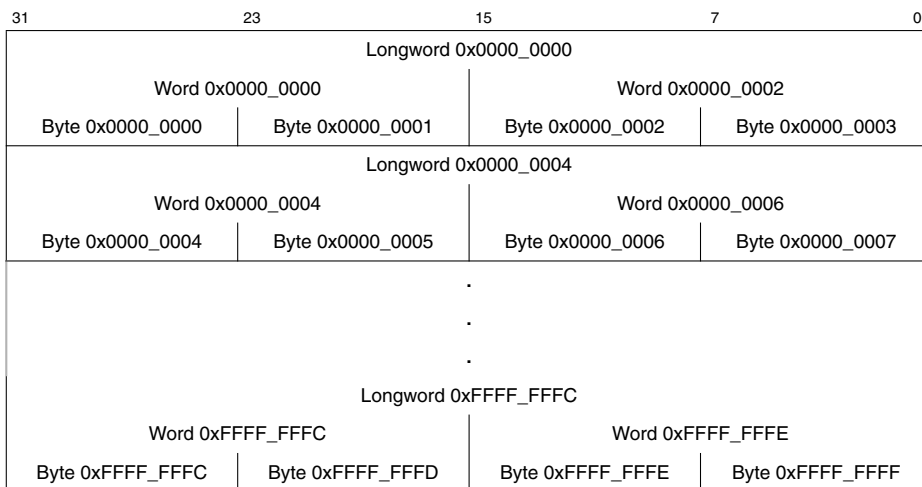 31 23 15 7 0
Longword 0x0000_0000
Word 0x0000_0000 Word 0x0000_0002
Byte 0x0000_0000 Byte 0x0000_0001 Byte 0x0000_0002 Byte 0x0000_0003
Longword 0x0000_0004
Word 0x0000_0004 Word 0x0000_0006
Byte 0x0000_0004 Byte 0x0000_0005 Byte 0x0000_0006 Byte 0x0000_0007
.
.
.
Longword 0xFFFF_FFFC
Word 0xFFFF_FFFC Word 0xFFFF_FFFE
Byte 0xFFFF_FFFC Byte 0xFFFF_FFFD Byte 0xFFFF_FFFE Byte 0xFFFF_FFFF